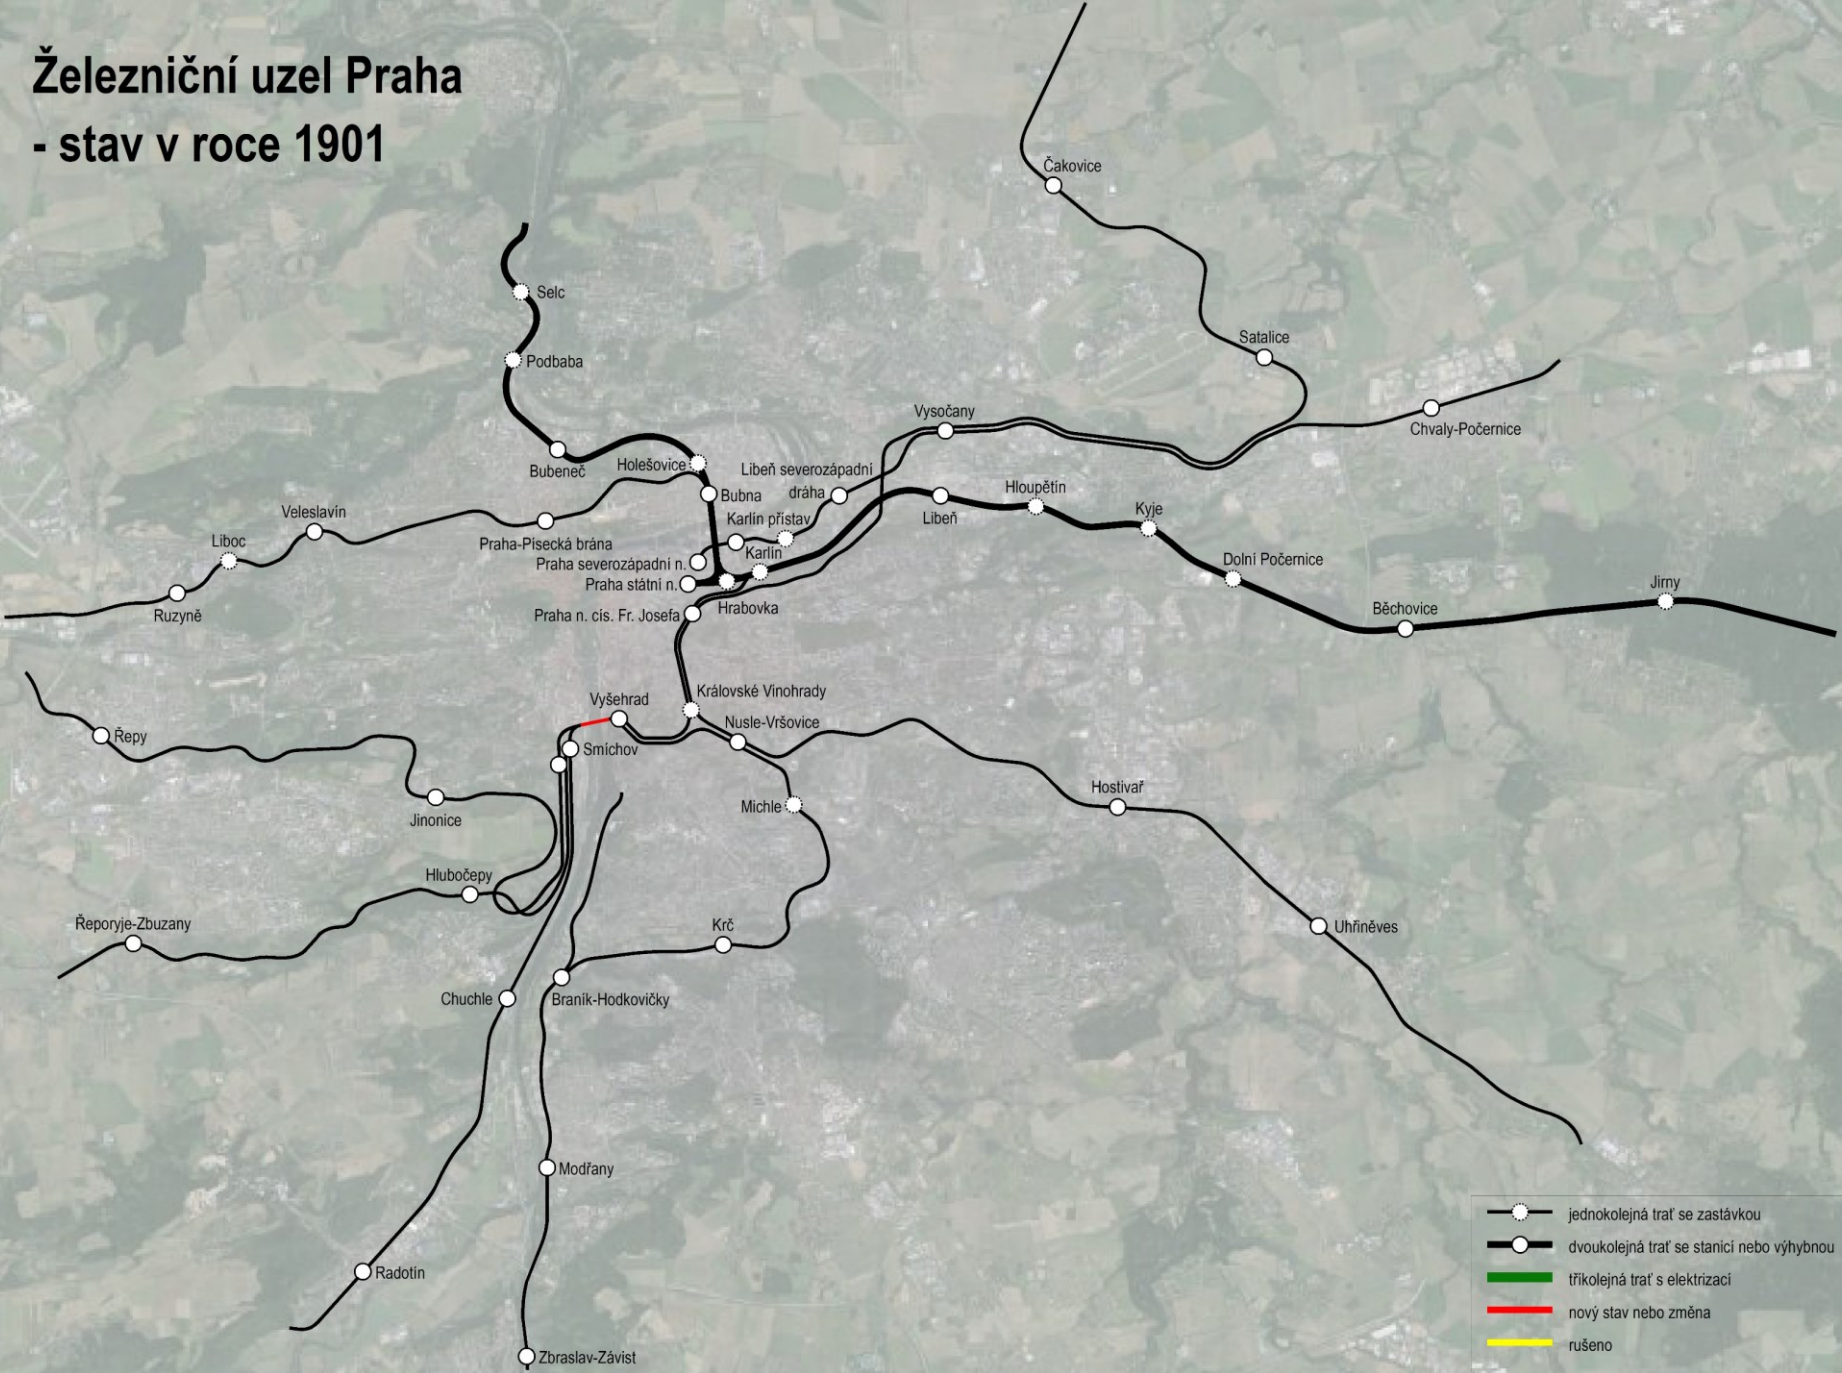 Železniční uzel Praha
- stav v roce 1901
Čakovice
Selc
Satalice
Podbaba
Vysočany
Chvaly-Počernice
Bubeneč
Holešovice
Libeň severozápadní
dráha
Bubna
Hloupětín
Libeň
Kyje
Veleslavín
Karlín přístav
Liboc
Praha-Písecká brána
Karlín
Praha severozápadní n.
Dolní Počernice
Praha státní n.
Jirny
Ruzyně
Praha n. cís. Fr. Josefa
Hrabovka
Běchovice
Vyšehrad
Královské Vinohrady
Nusle-Vršovice
Řepy
Smíchov
Hostivař
Michle
Jinonice
Hlubočepy
Řeporyje-Zbuzany
Krč
Uhřiněves
Chuchle
Braník-Hodkovičky
Modřany
Radotín
Zbraslav-Závist
jednokolejná trať se zastávkou
dvoukolejná trať se stanicí nebo výhybnou
tříkolejná trať s elektrizací
nový stav nebo změna
rušeno